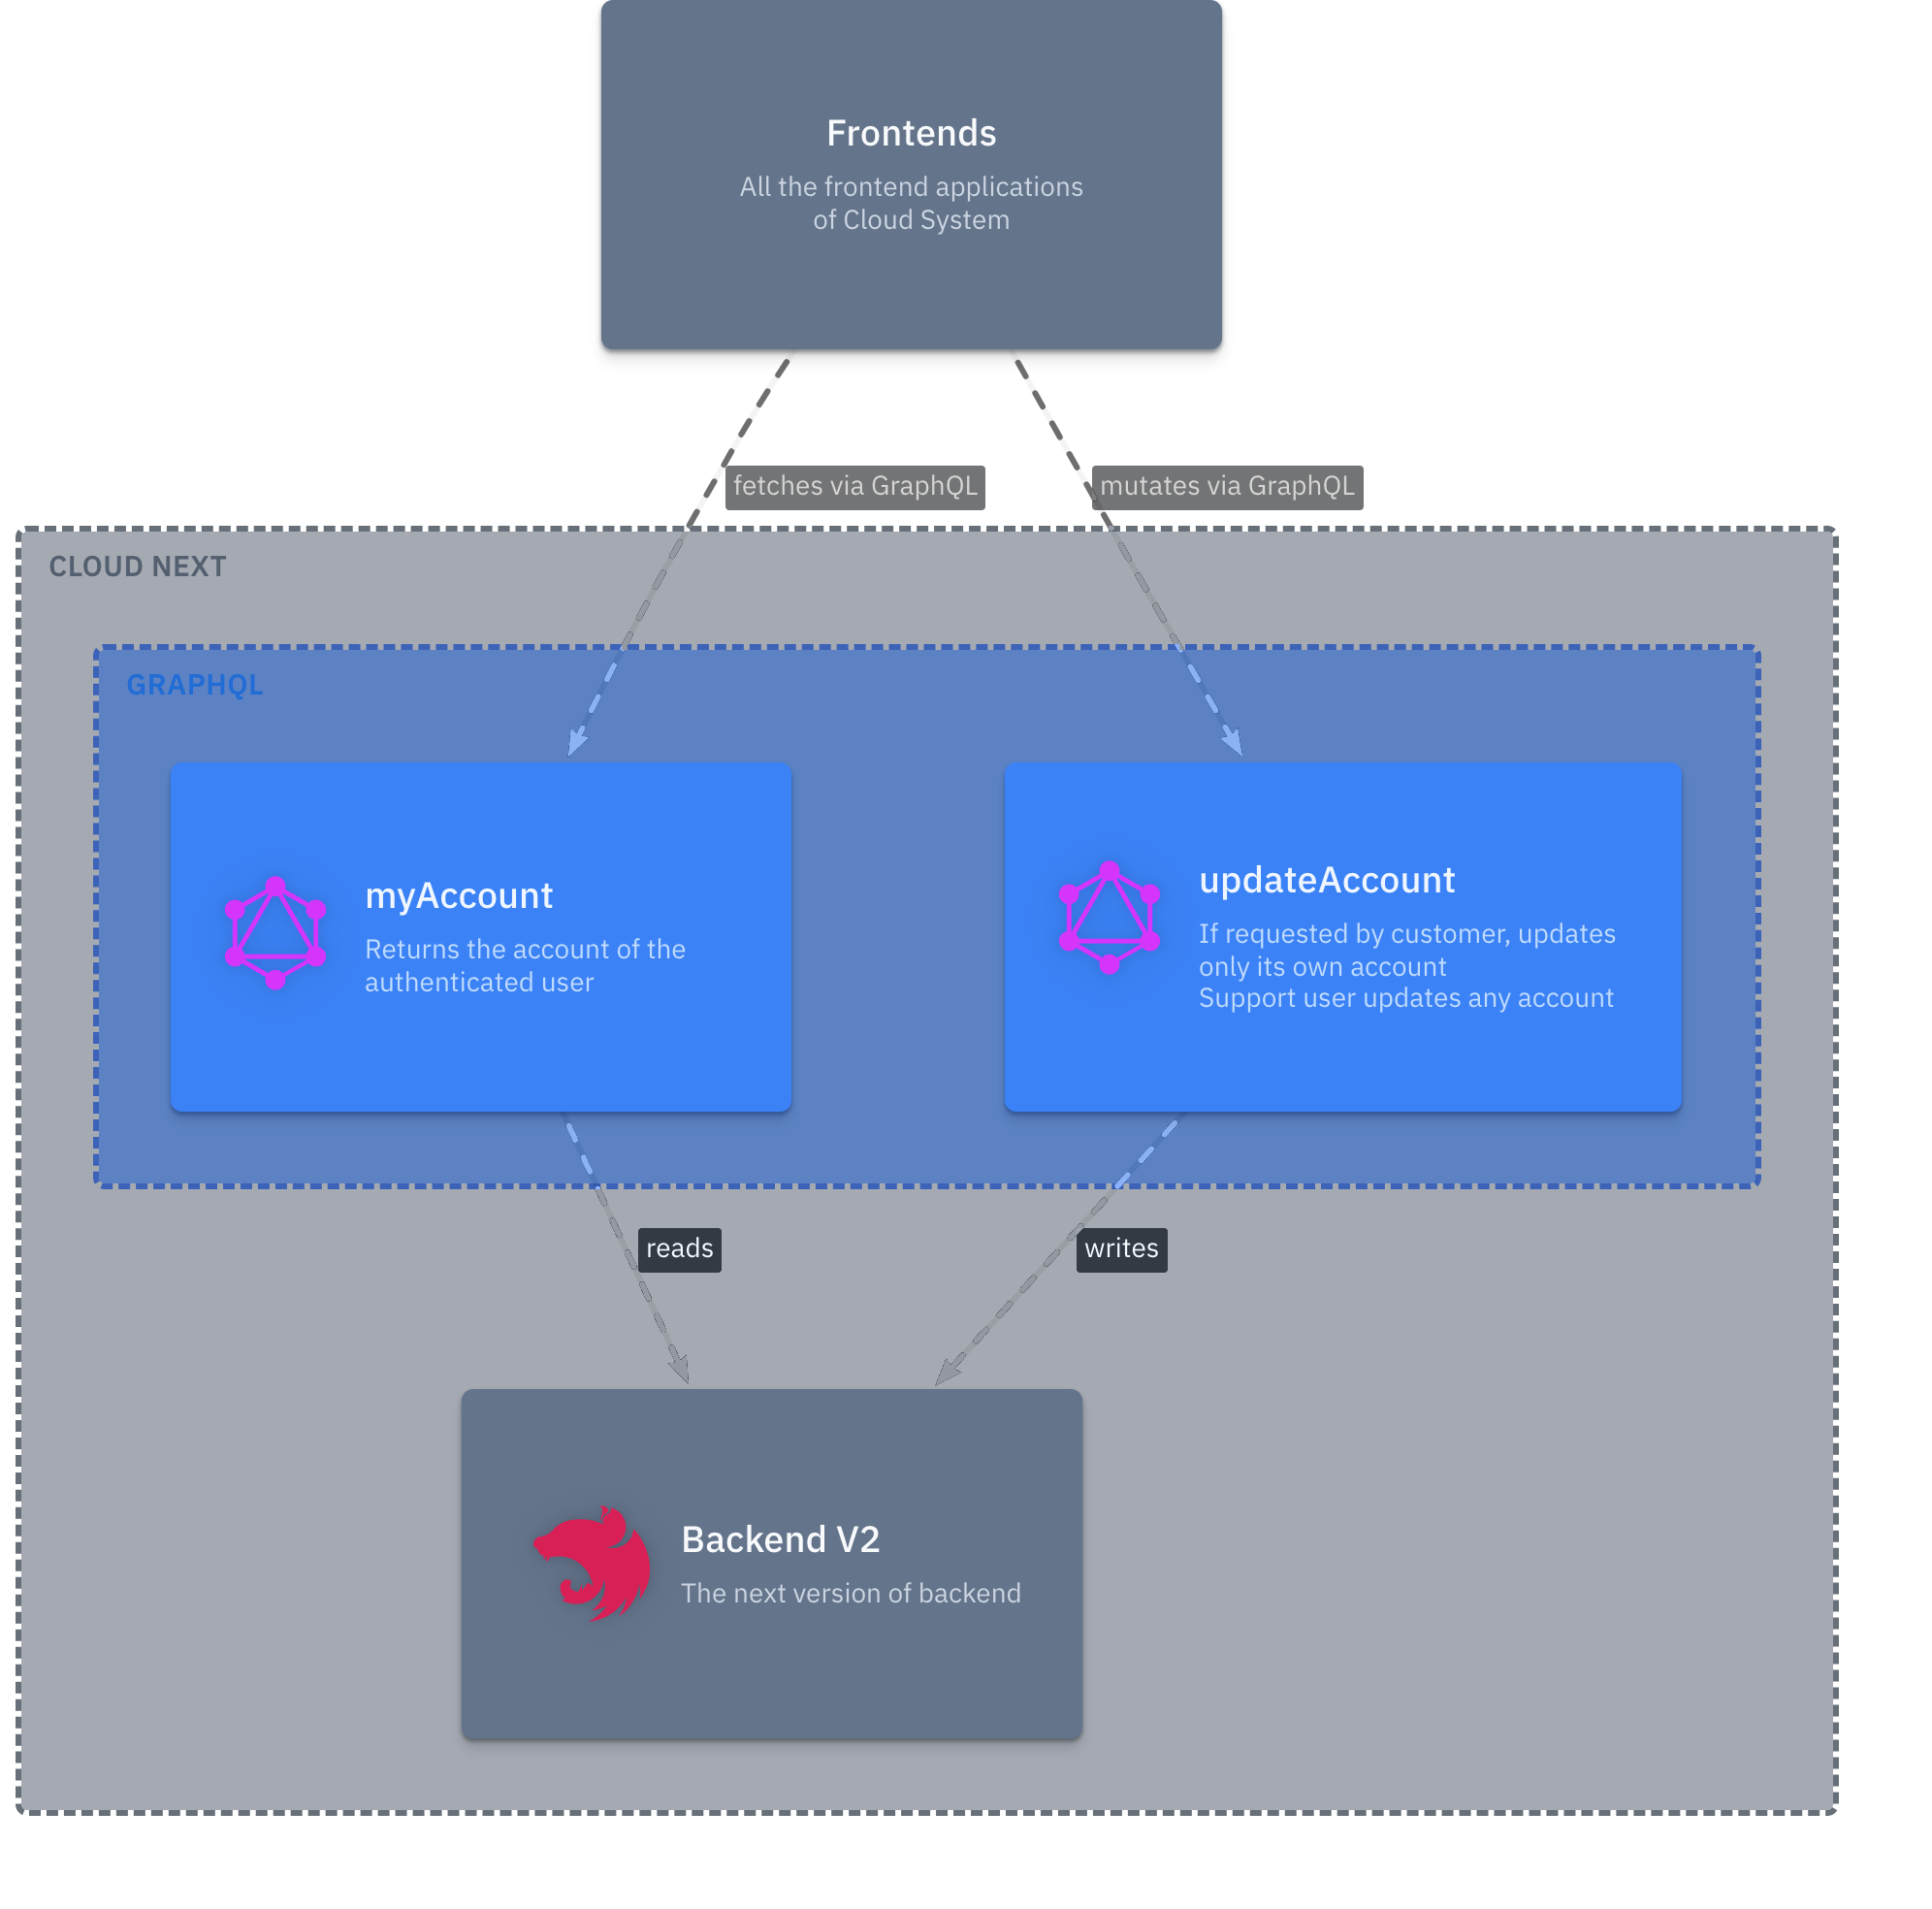 Frontends
All the frontend applications
of Cloud System
fetches via GraphQL
mutates via GraphQL
CLOUD NEXT
GRAPHQL
myAccount
Returns the account of the
authenticated user
updateAccount
If requested by customer, updates
only its own account
Support user updates any account
reads
writes
Backend V2
The next version of backend